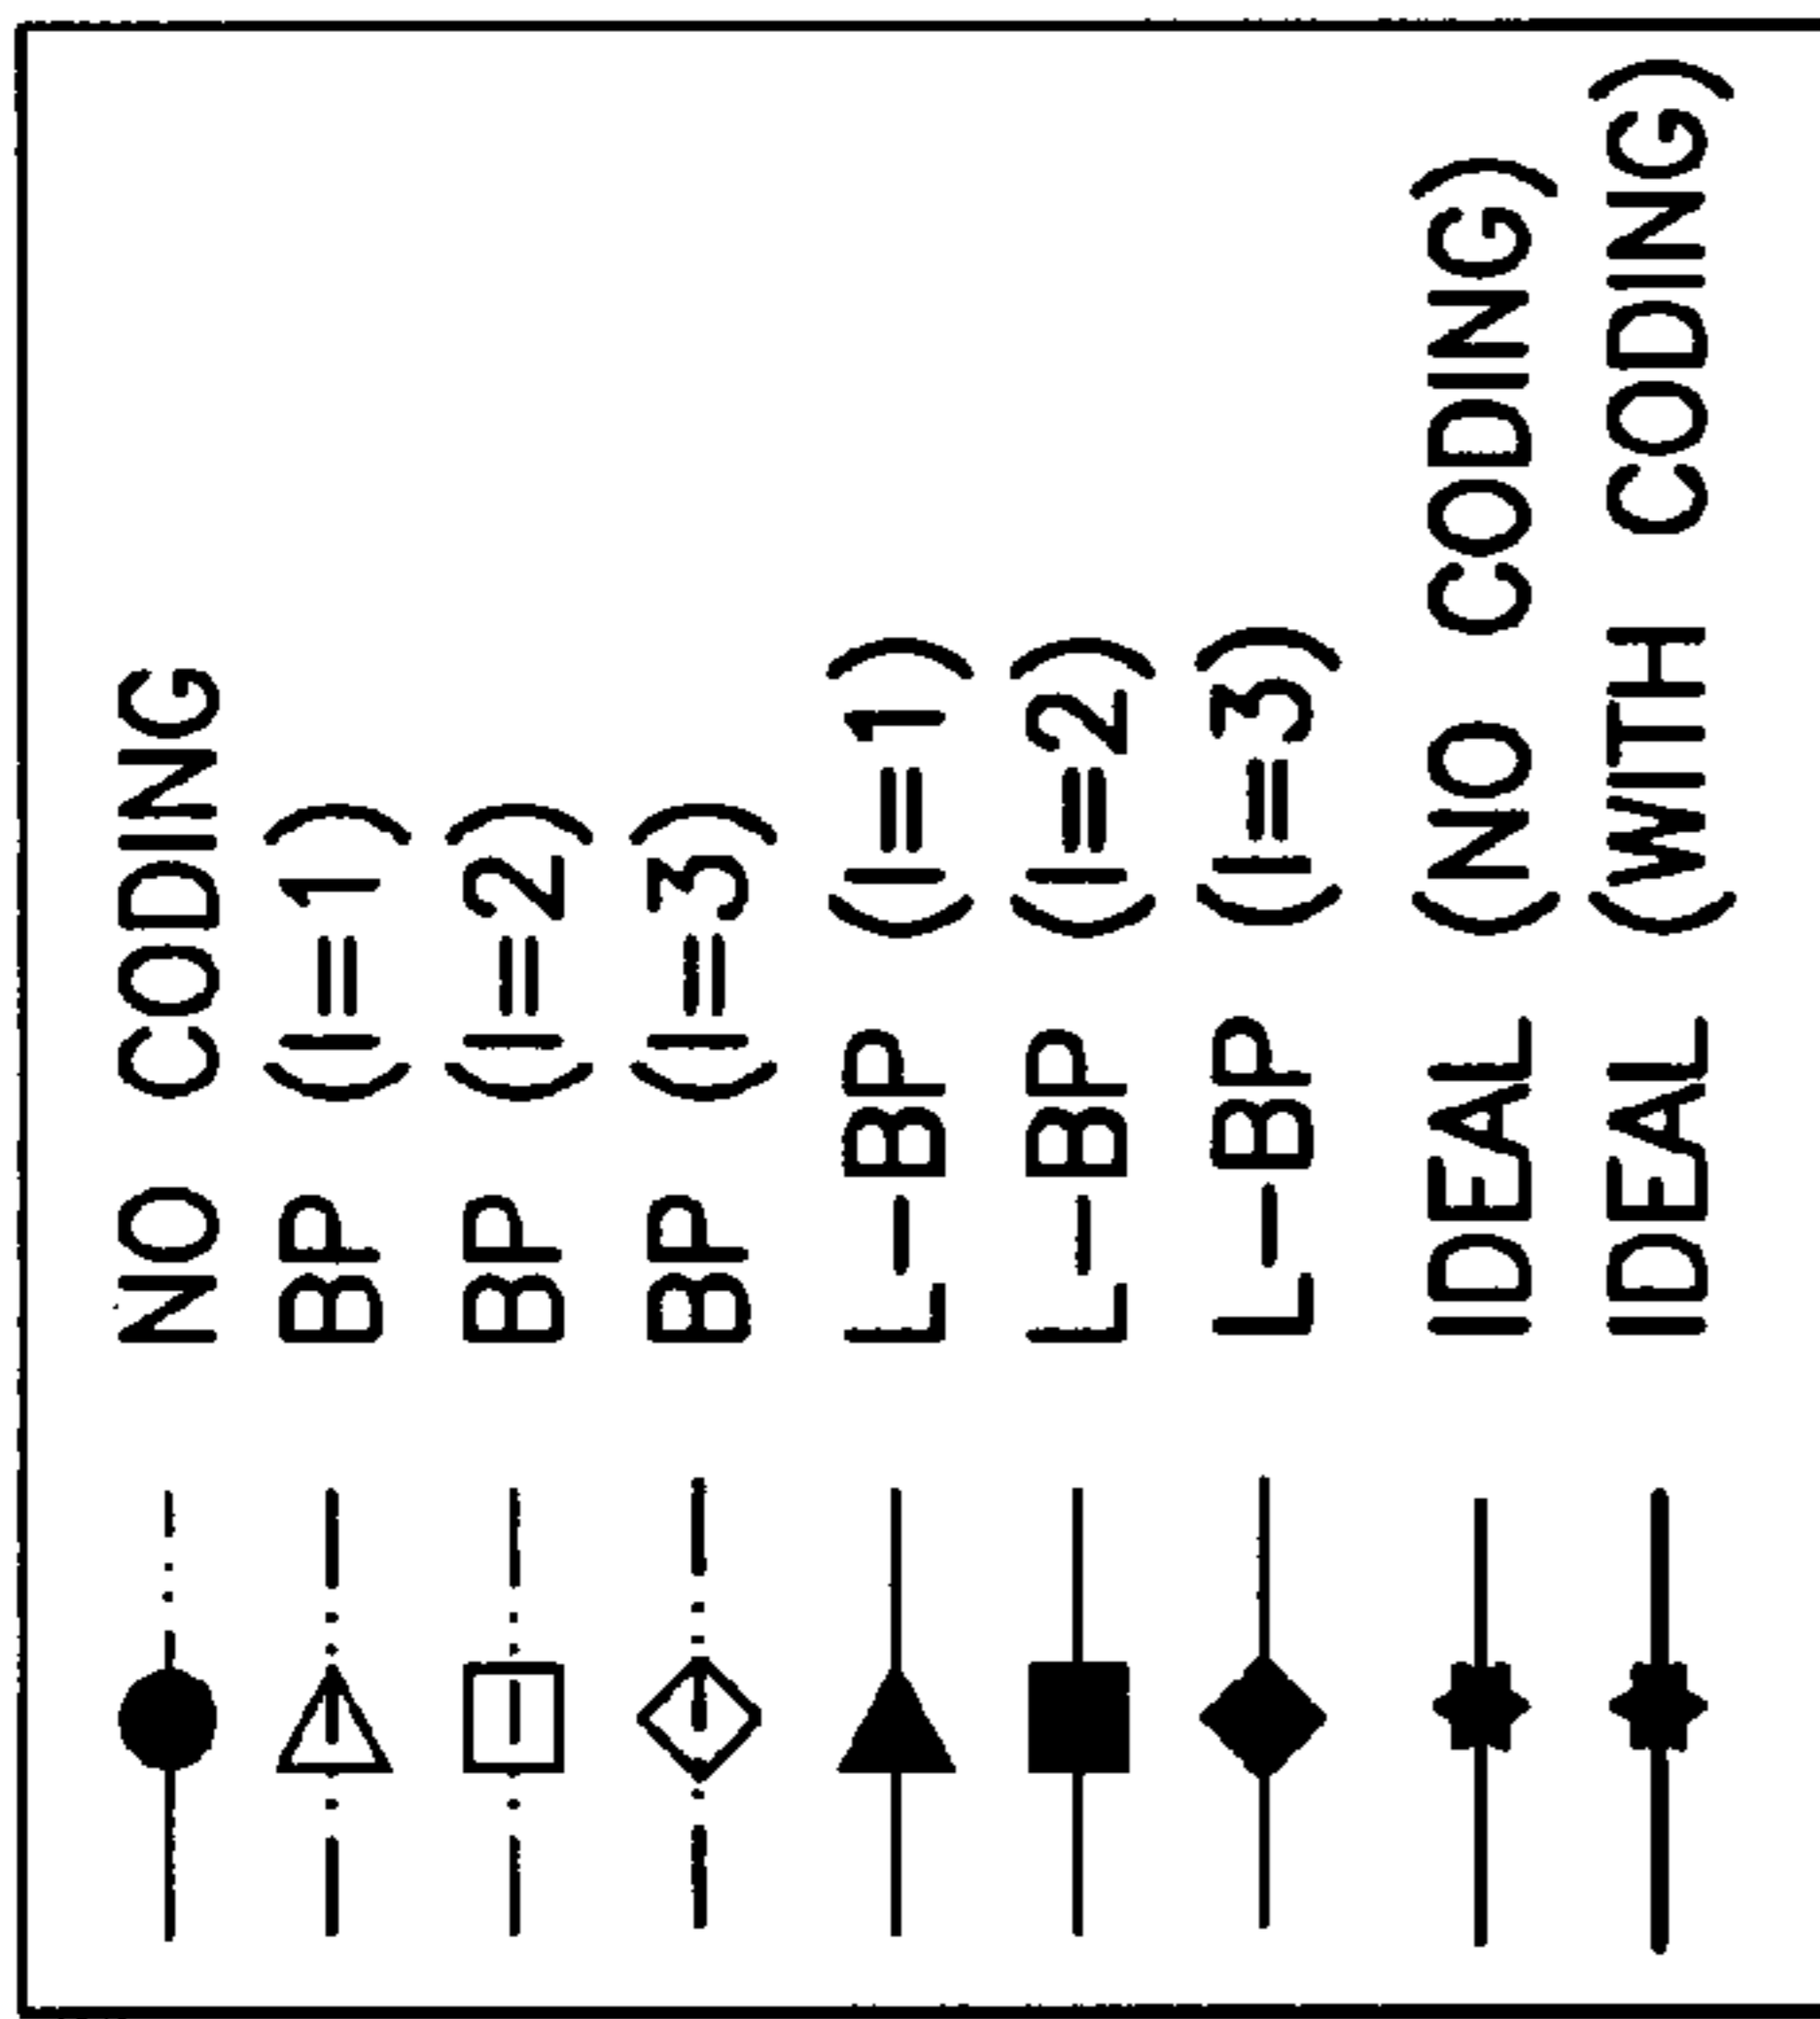 NO CODING
BP (I=1)
BP (I=2)
BP (I=3)
L-BP (I=1)
L-BP (I=2)
L-BP (I=3)
IDEAL (NO CODING)
IDEAL (WITH CODING)